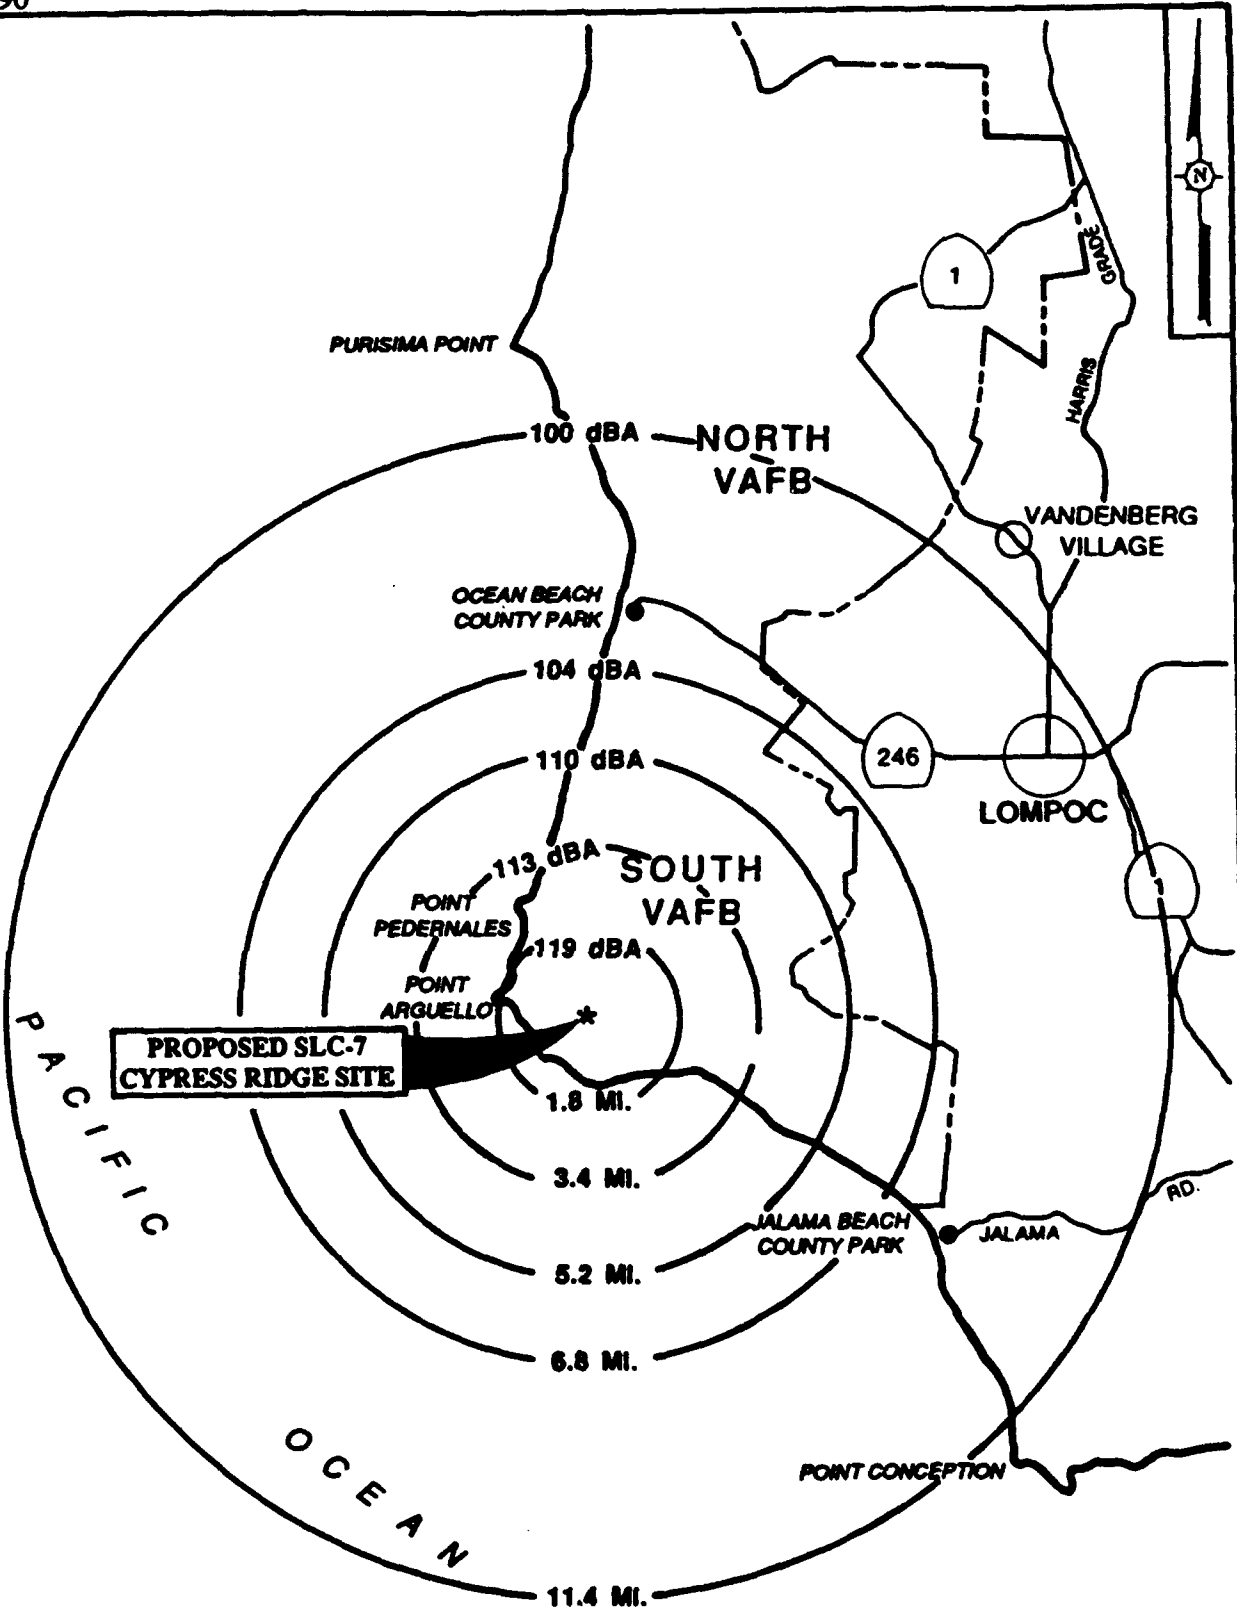 90
N
1
GRADE
HARRIS
PURISIMA POINT
100 dBA
NORTH
VAFB
VANDENBERG
VILLAGE
OCEAN BEACH
COUNTY PARK
104 dBA
110 dBA
246
LOMPOC
113 dBA
SOUTH
VAFB
POINT
PEDERNALES
119 dBA
POINT
ARGUELLO
*
PROPOSED SLC-7
CYPRESS RIDGE SITE
PACIFIC
1.8 MI.
3.4 MI.
JALAMA BEACH
COUNTY PARK
JALAMA
RD.
5.2 MI.
6.8 MI.
OCEAN
POINT CONCEPTION
11.4 MI.